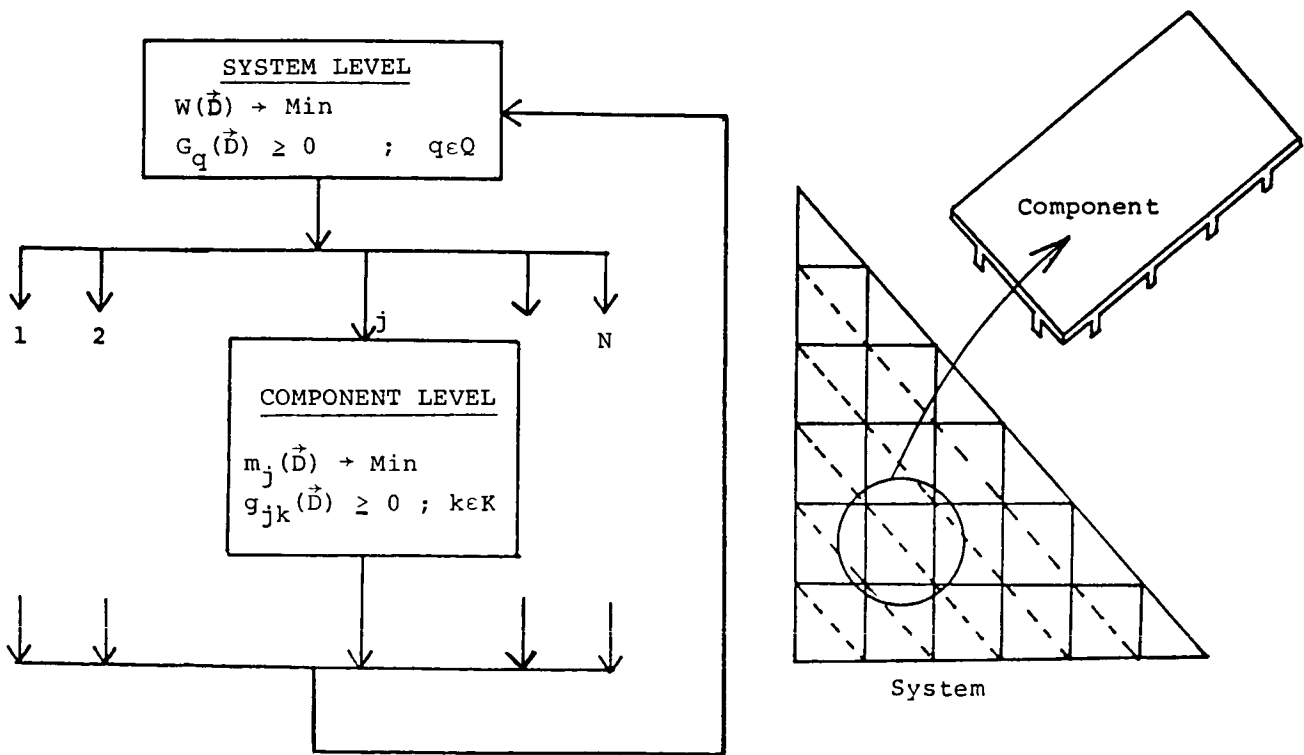 SYSTEM LEVEL
W(D⃗) → Min
G_q(D⃗) ≥ 0 ; qεQ
1
2
j
N
COMPONENT LEVEL
m_j(D⃗) → Min
g_jk(D⃗) ≥ 0 ; kεK
Component
System